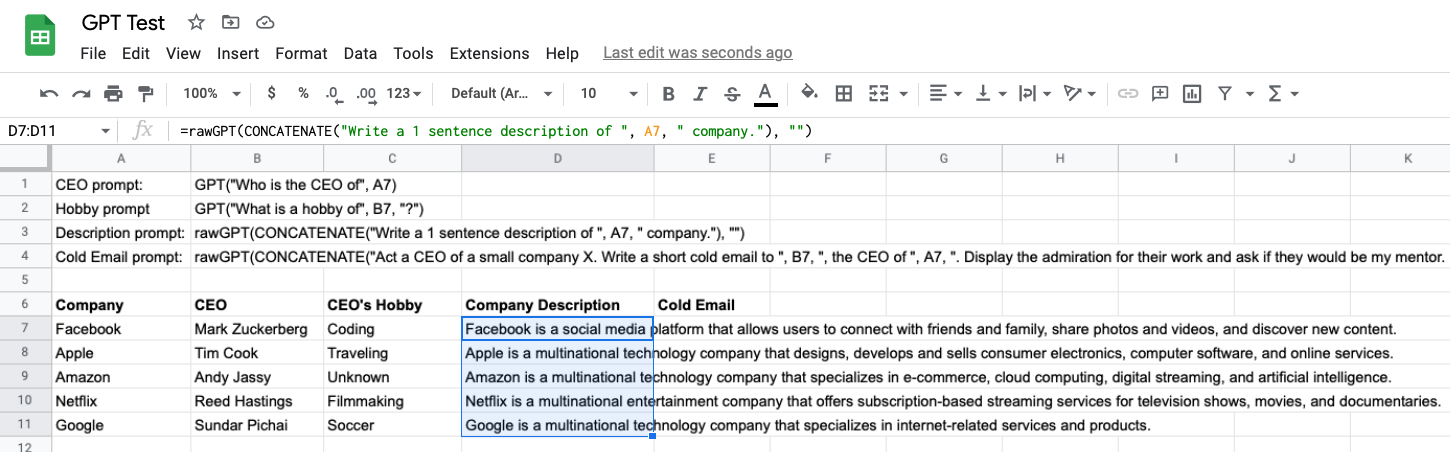 GPT Test
File Edit View Insert Format Data Tools Extensions Help Last edit was seconds ago
100% $ % .0 .00 123 Default (Ar... 10 B I S A
D7:D11 fx =rawGPT(CONCATENATE("Write a 1 sentence description of ", A7, " company."), "")
A B C D E F G H I J K
1 CEO prompt: GPT("Who is the CEO of", A7)
2 Hobby prompt GPT("What is a hobby of", B7, "?")
3 Description prompt: rawGPT(CONCATENATE("Write a 1 sentence description of ", A7, " company."), "")
4 Cold Email prompt: rawGPT(CONCATENATE("Act a CEO of a small company X. Write a short cold email to ", B7, ", the CEO of ", A7, ". Display the admiration for their work and ask if they would be my mentor.
5
6 Company CEO CEO's Hobby Company Description Cold Email
7 Facebook Mark Zuckerberg Coding Facebook is a social media platform that allows users to connect with friends and family, share photos and videos, and discover new content.
8 Apple Tim Cook Traveling Apple is a multinational technology company that designs, develops and sells consumer electronics, computer software, and online services.
9 Amazon Andy Jassy Unknown Amazon is a multinational technology company that specializes in e-commerce, cloud computing, digital streaming, and artificial intelligence.
10 Netflix Reed Hastings Filmmaking Netflix is a multinational entertainment company that offers subscription-based streaming services for television shows, movies, and documentaries.
11 Google Sundar Pichai Soccer Google is a multinational technology company that specializes in internet-related services and products.
12